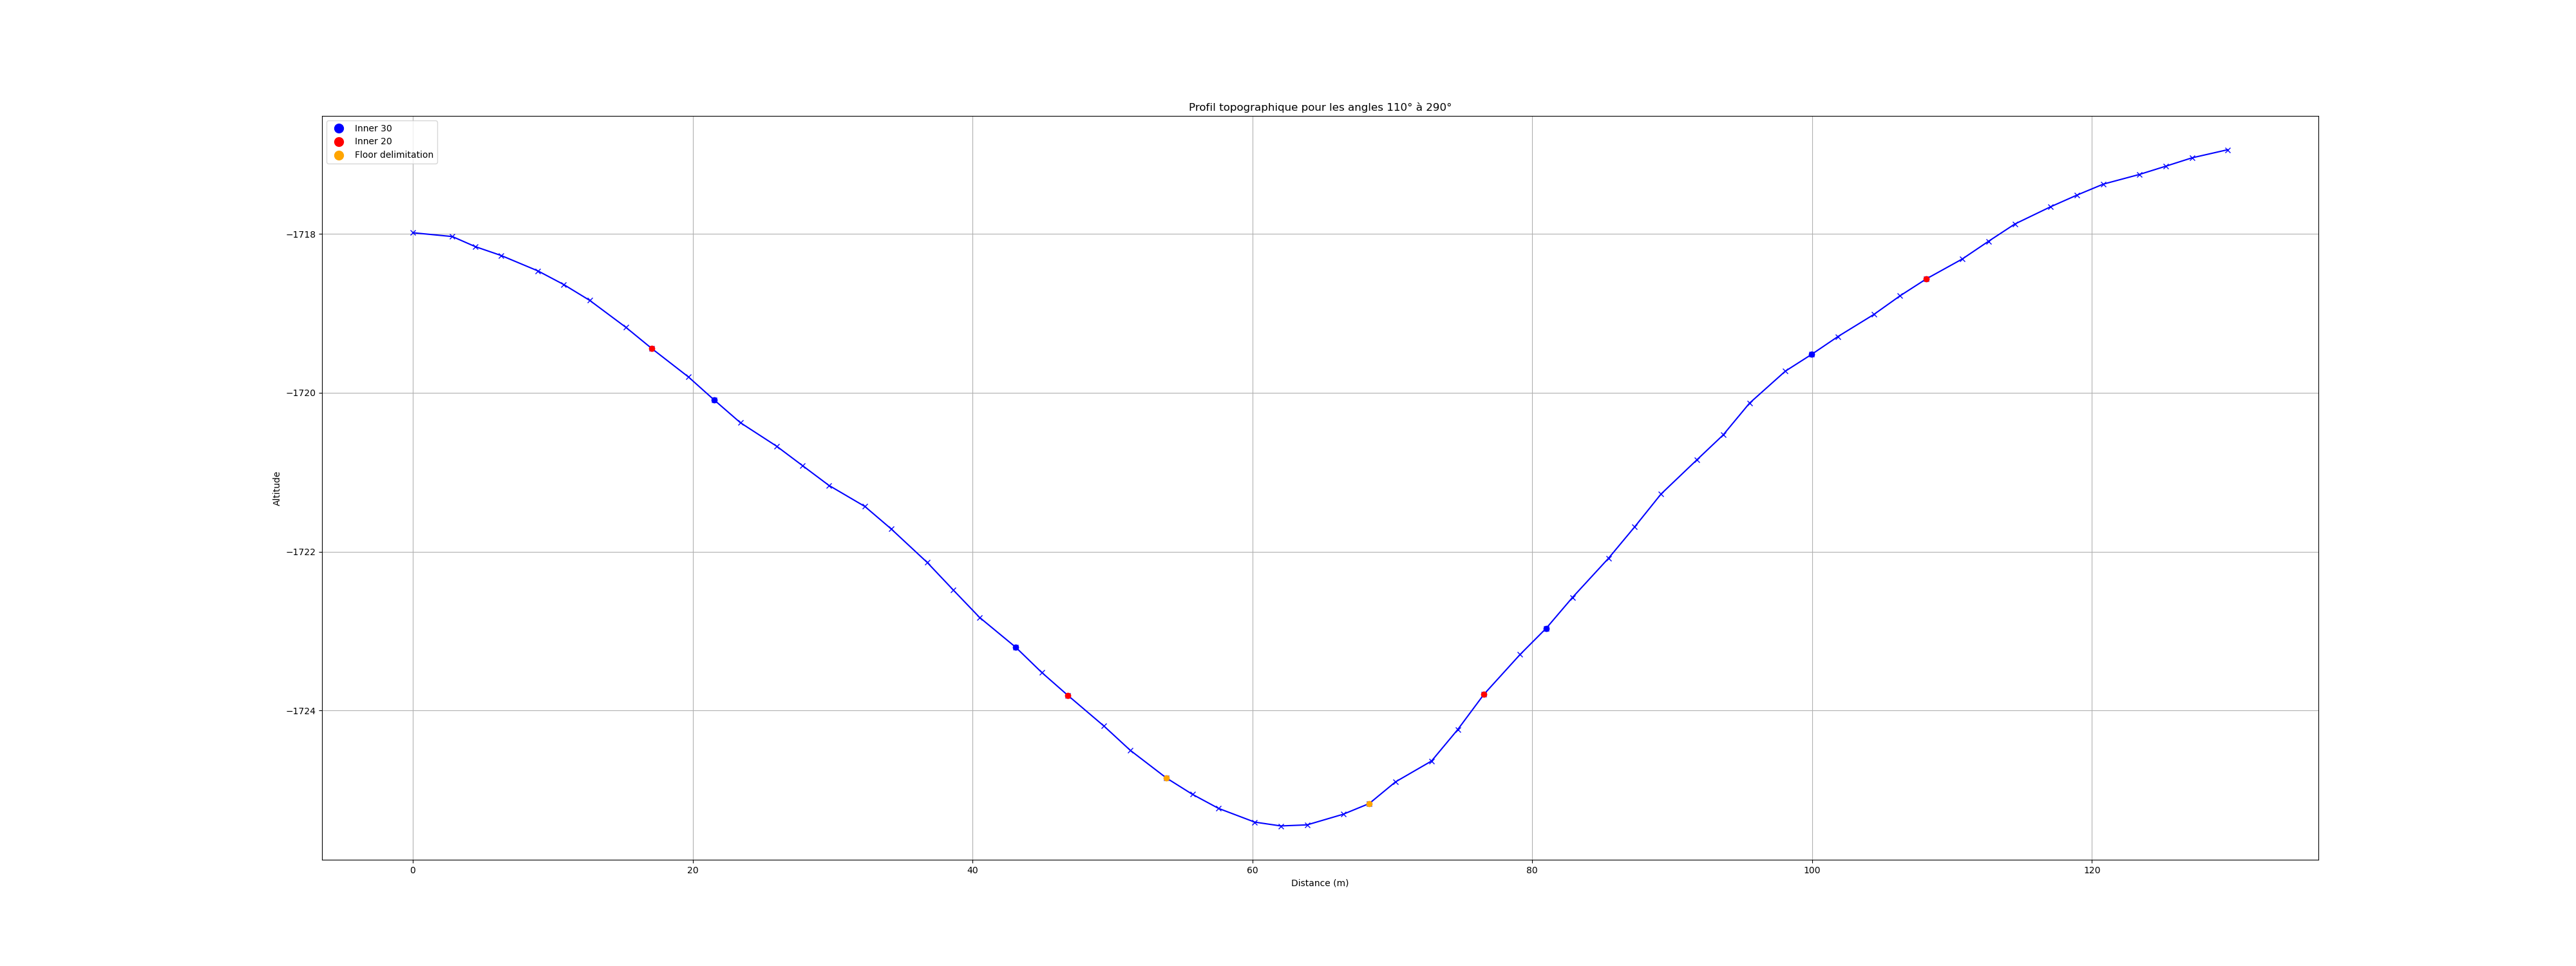 Profil topographique pour les angles 110° à 290°
Inner 30
Inner 20
Floor delimitation
−1718
−1720
−1722
−1724
Altitude
0 20 40 60 80 100 120
Distance (m)